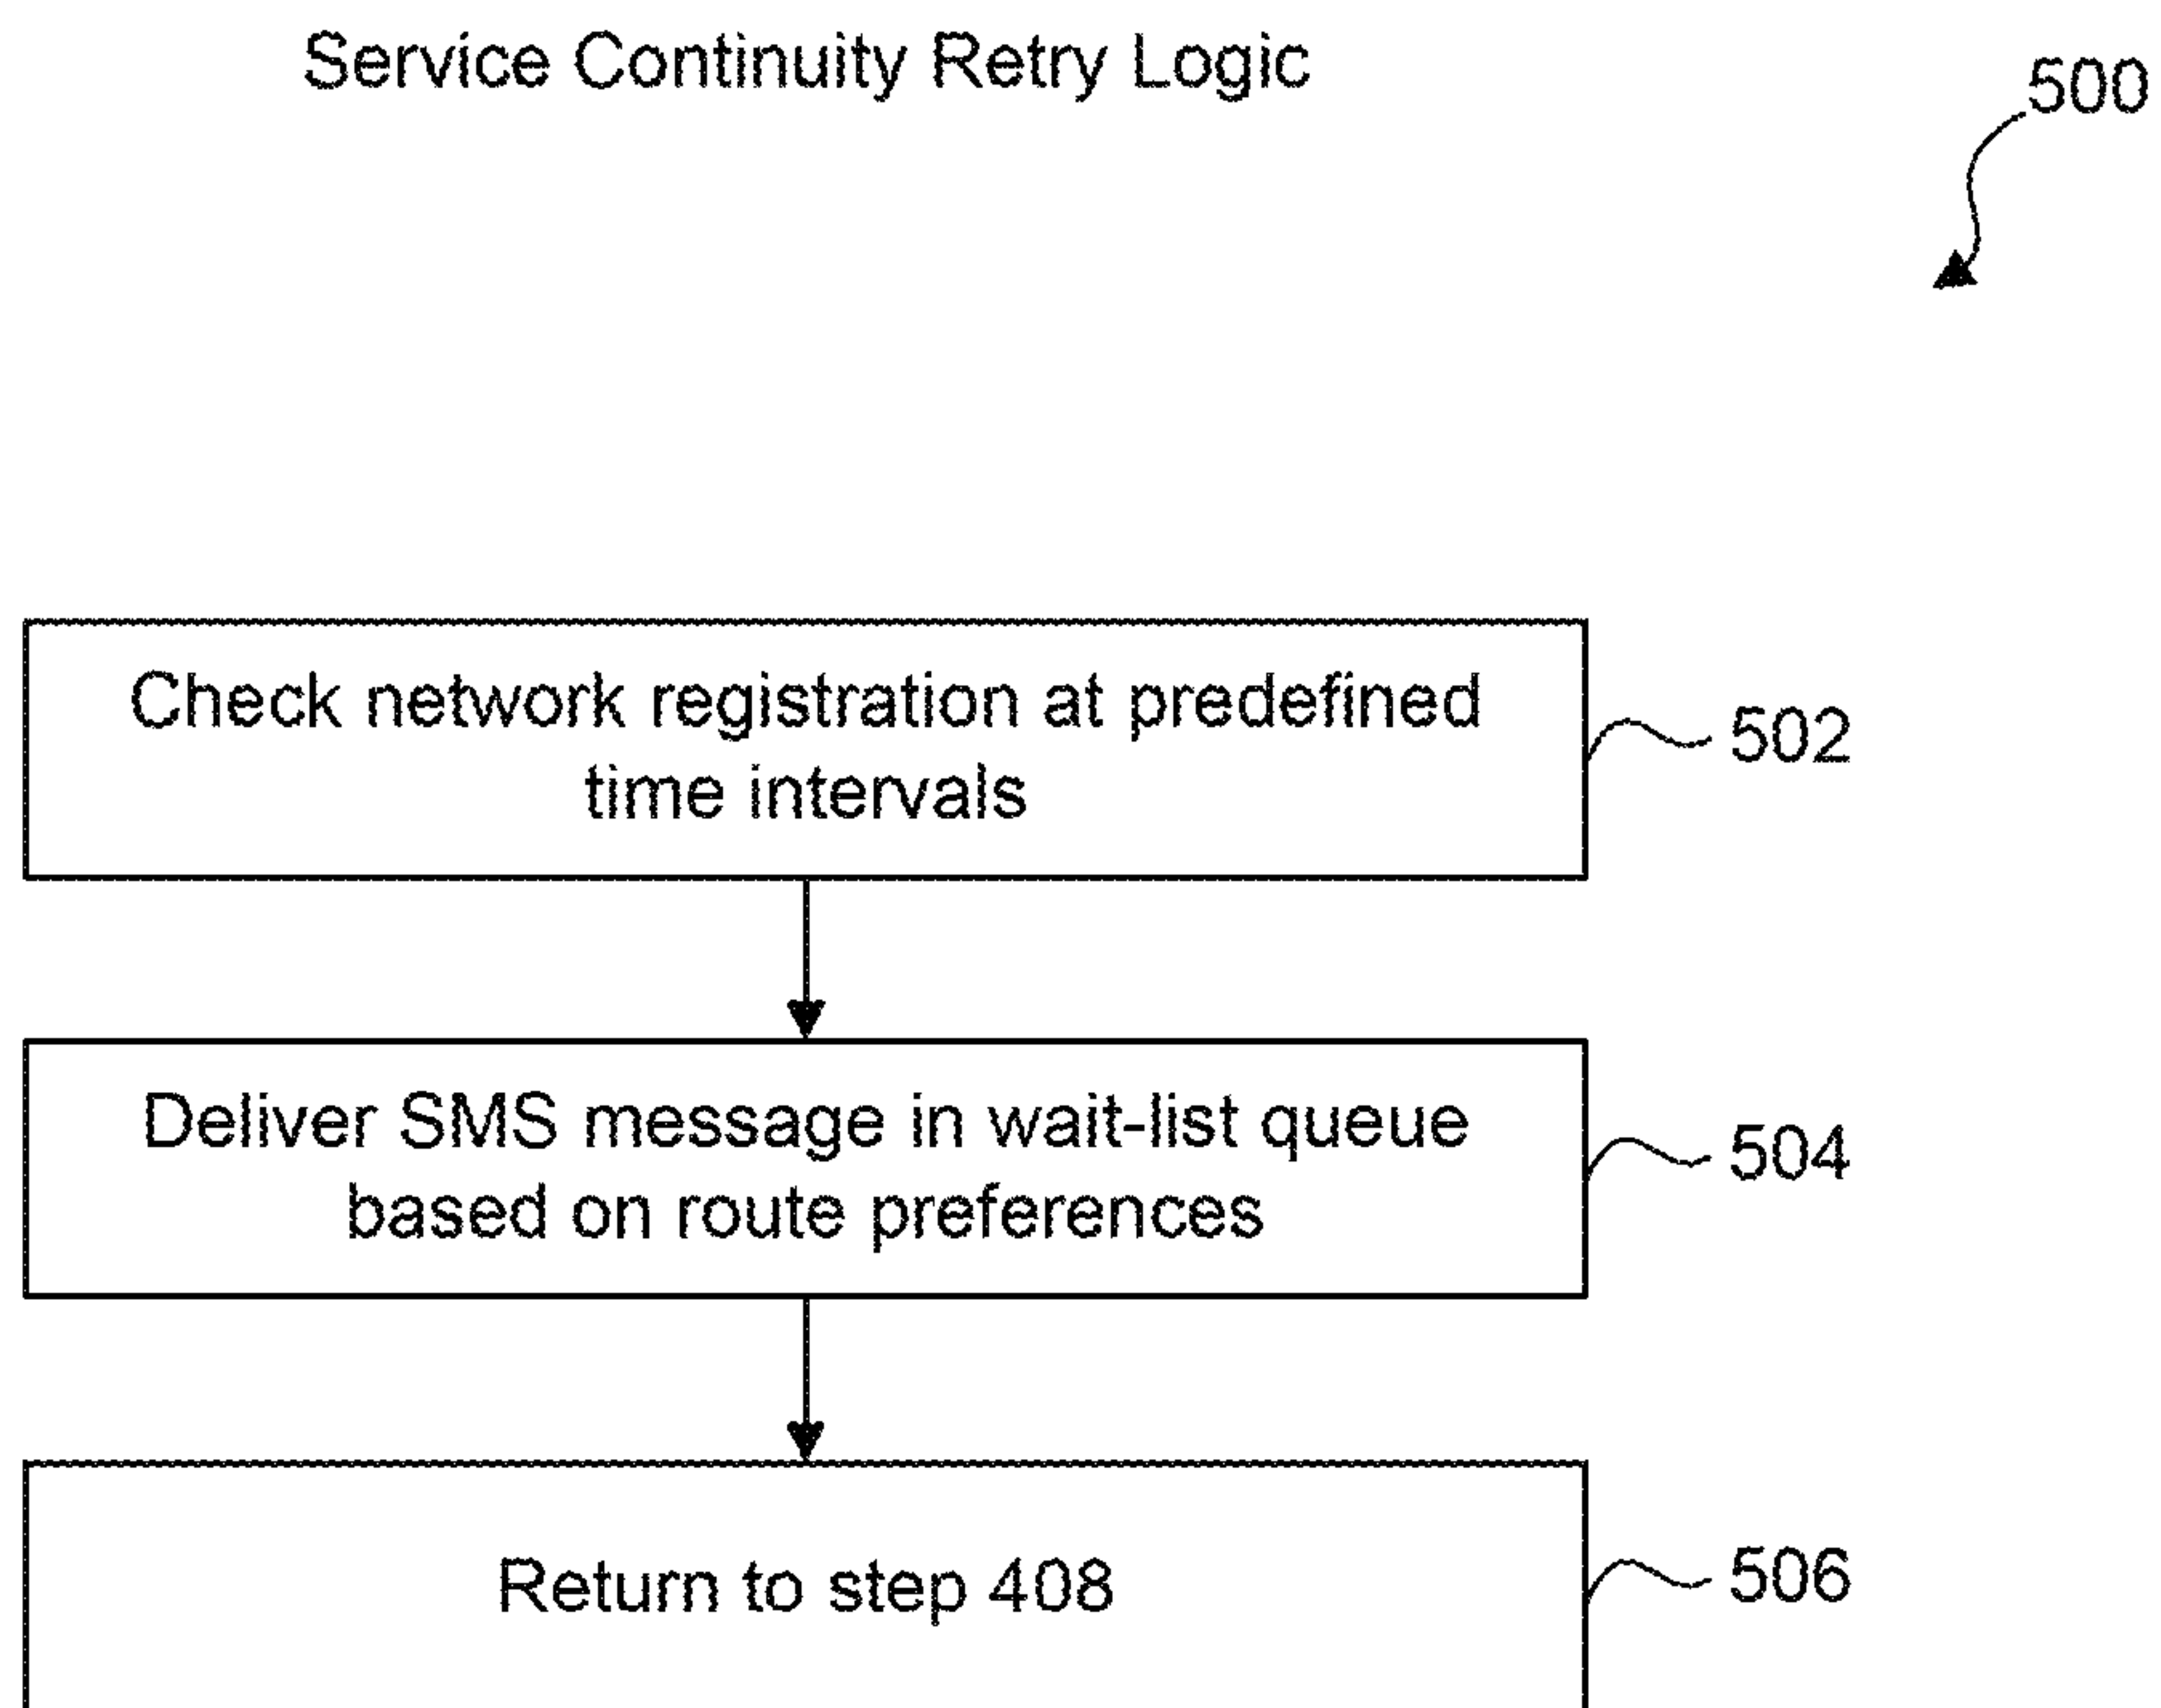 Service Continuity Retry Logic
500
Check network registration at predefined
time intervals
502
Deliver SMS message in wait-list queue
based on route preferences
504
Return to step 408
506